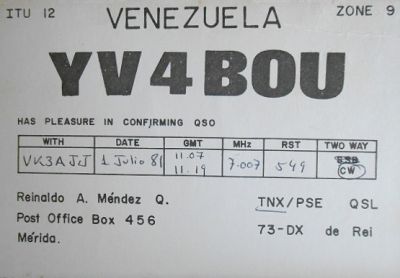 ITU 12 VENEZUELA ZONE 9
YV4BOU
HAS PLEASURE IN CONFIRMING QSO
WITH DATE GMT MHz RST TWO WAY
VK3AJJ 1 Julio 81 11.07 7.007 549 SSB
11.19 CW
Reinaldo A. Méndez Q. TNX/PSE QSL
Post Office Box 456
Mérida. 73-DX de Rei